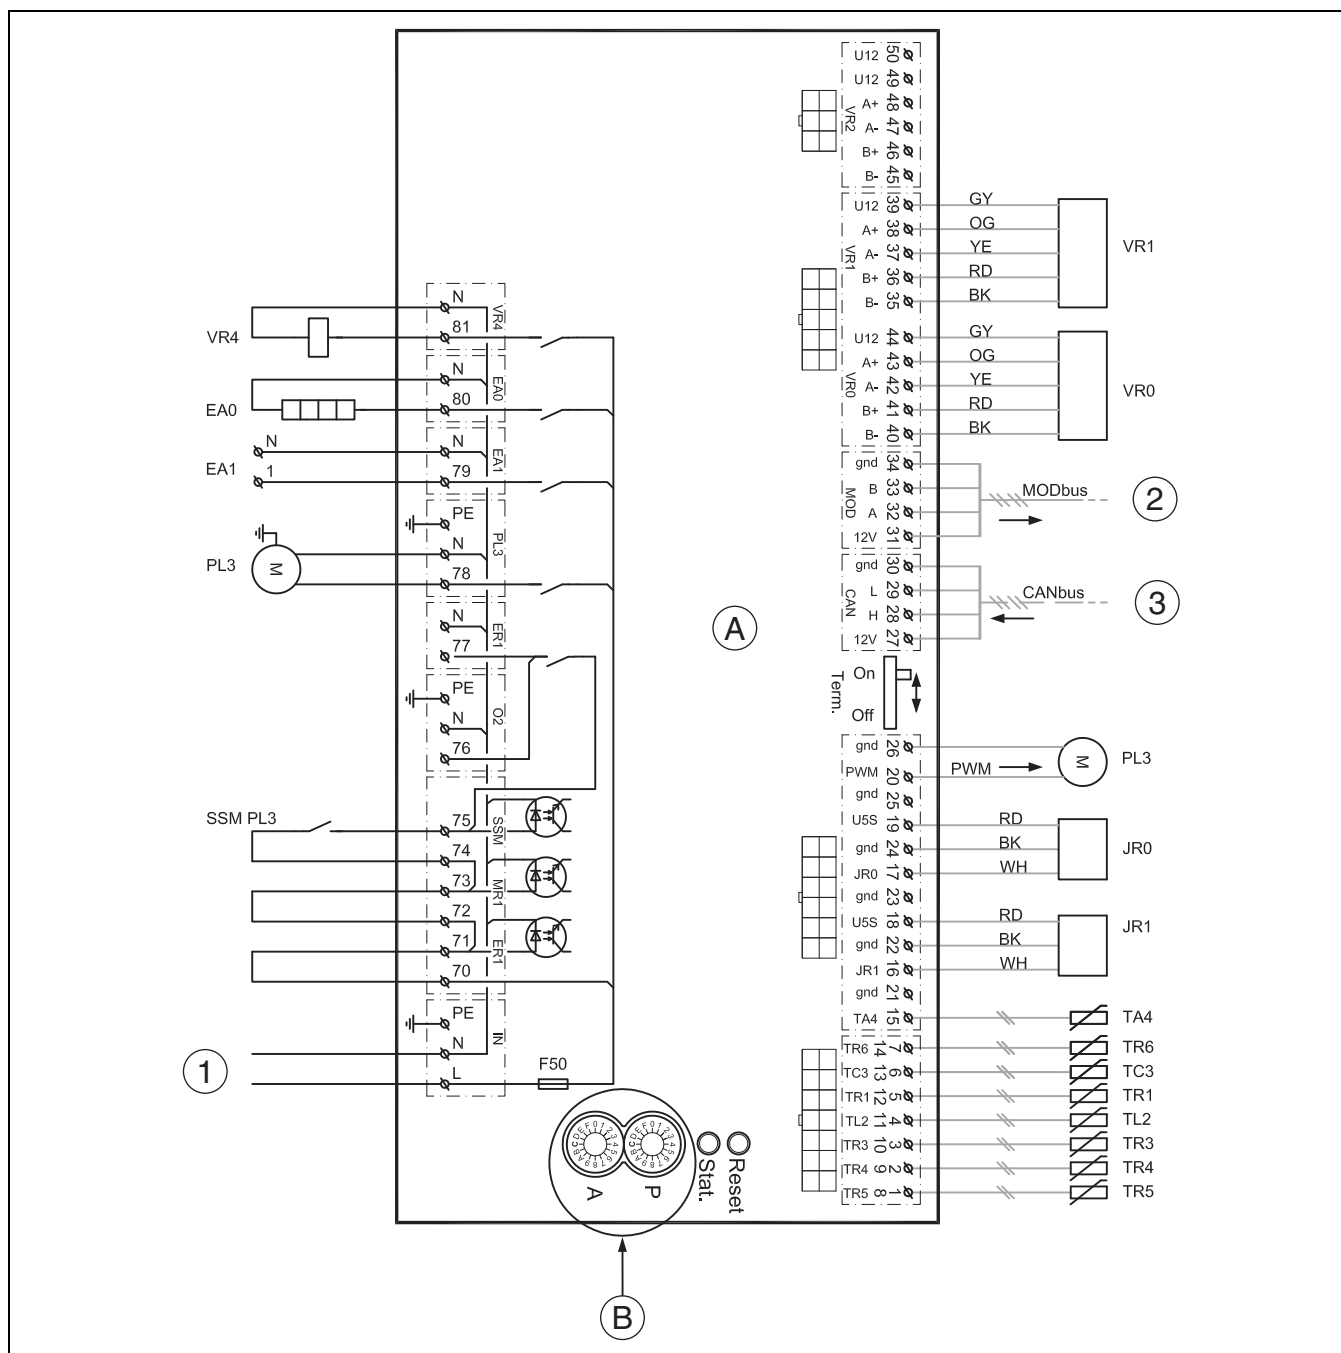 U12 50
U12 49
A+ 48
A- 47
B+ 46
B- 45
VR2
U12 39 GY
A+ 38 OG
A- 37 YE
B+ 36 RD
B- 35 BK
VR1
VR1
U12 44 GY
A+ 43 OG
A- 42 YE
B+ 41 RD
B- 40 BK
VR0
VR0
gnd 34
B 33
A 32
12V 31
MOD
MODbus
2
gnd 30
L 29
H 28
12V 27
CAN
CANbus
3
On
Off
Term.
gnd 26
PWM 20 PWM
PL3
M
gnd 25
U5S 19 RD
gnd 24 BK
JR0 17 WH
JR0
gnd 23
U5S 18 RD
gnd 22 BK
JR1 16 WH
JR1
gnd 21
TA4 15 TA4
TR6 14 7 TR6
TC3 13 6 TC3
TR1 12 5 TR1
TL2 11 4 TL2
TR3 10 3 TR3
TR4 9 2 TR4
TR5 8 1 TR5
VR4
N
81
VR4
EA0
N
80
EA0
EA1
N
1
N
79
EA1
PL3
M
PE
N
78
PL3
N
77
ER1
PE
N
76
O2
SSM PL3
75
74
73
72
71
70
SSM
MR1
ER1
1
PE
N
L
IN
F50
A
0123456789ABCDEF
0123456789ABCDEF
A
P
Stat.
Reset
B